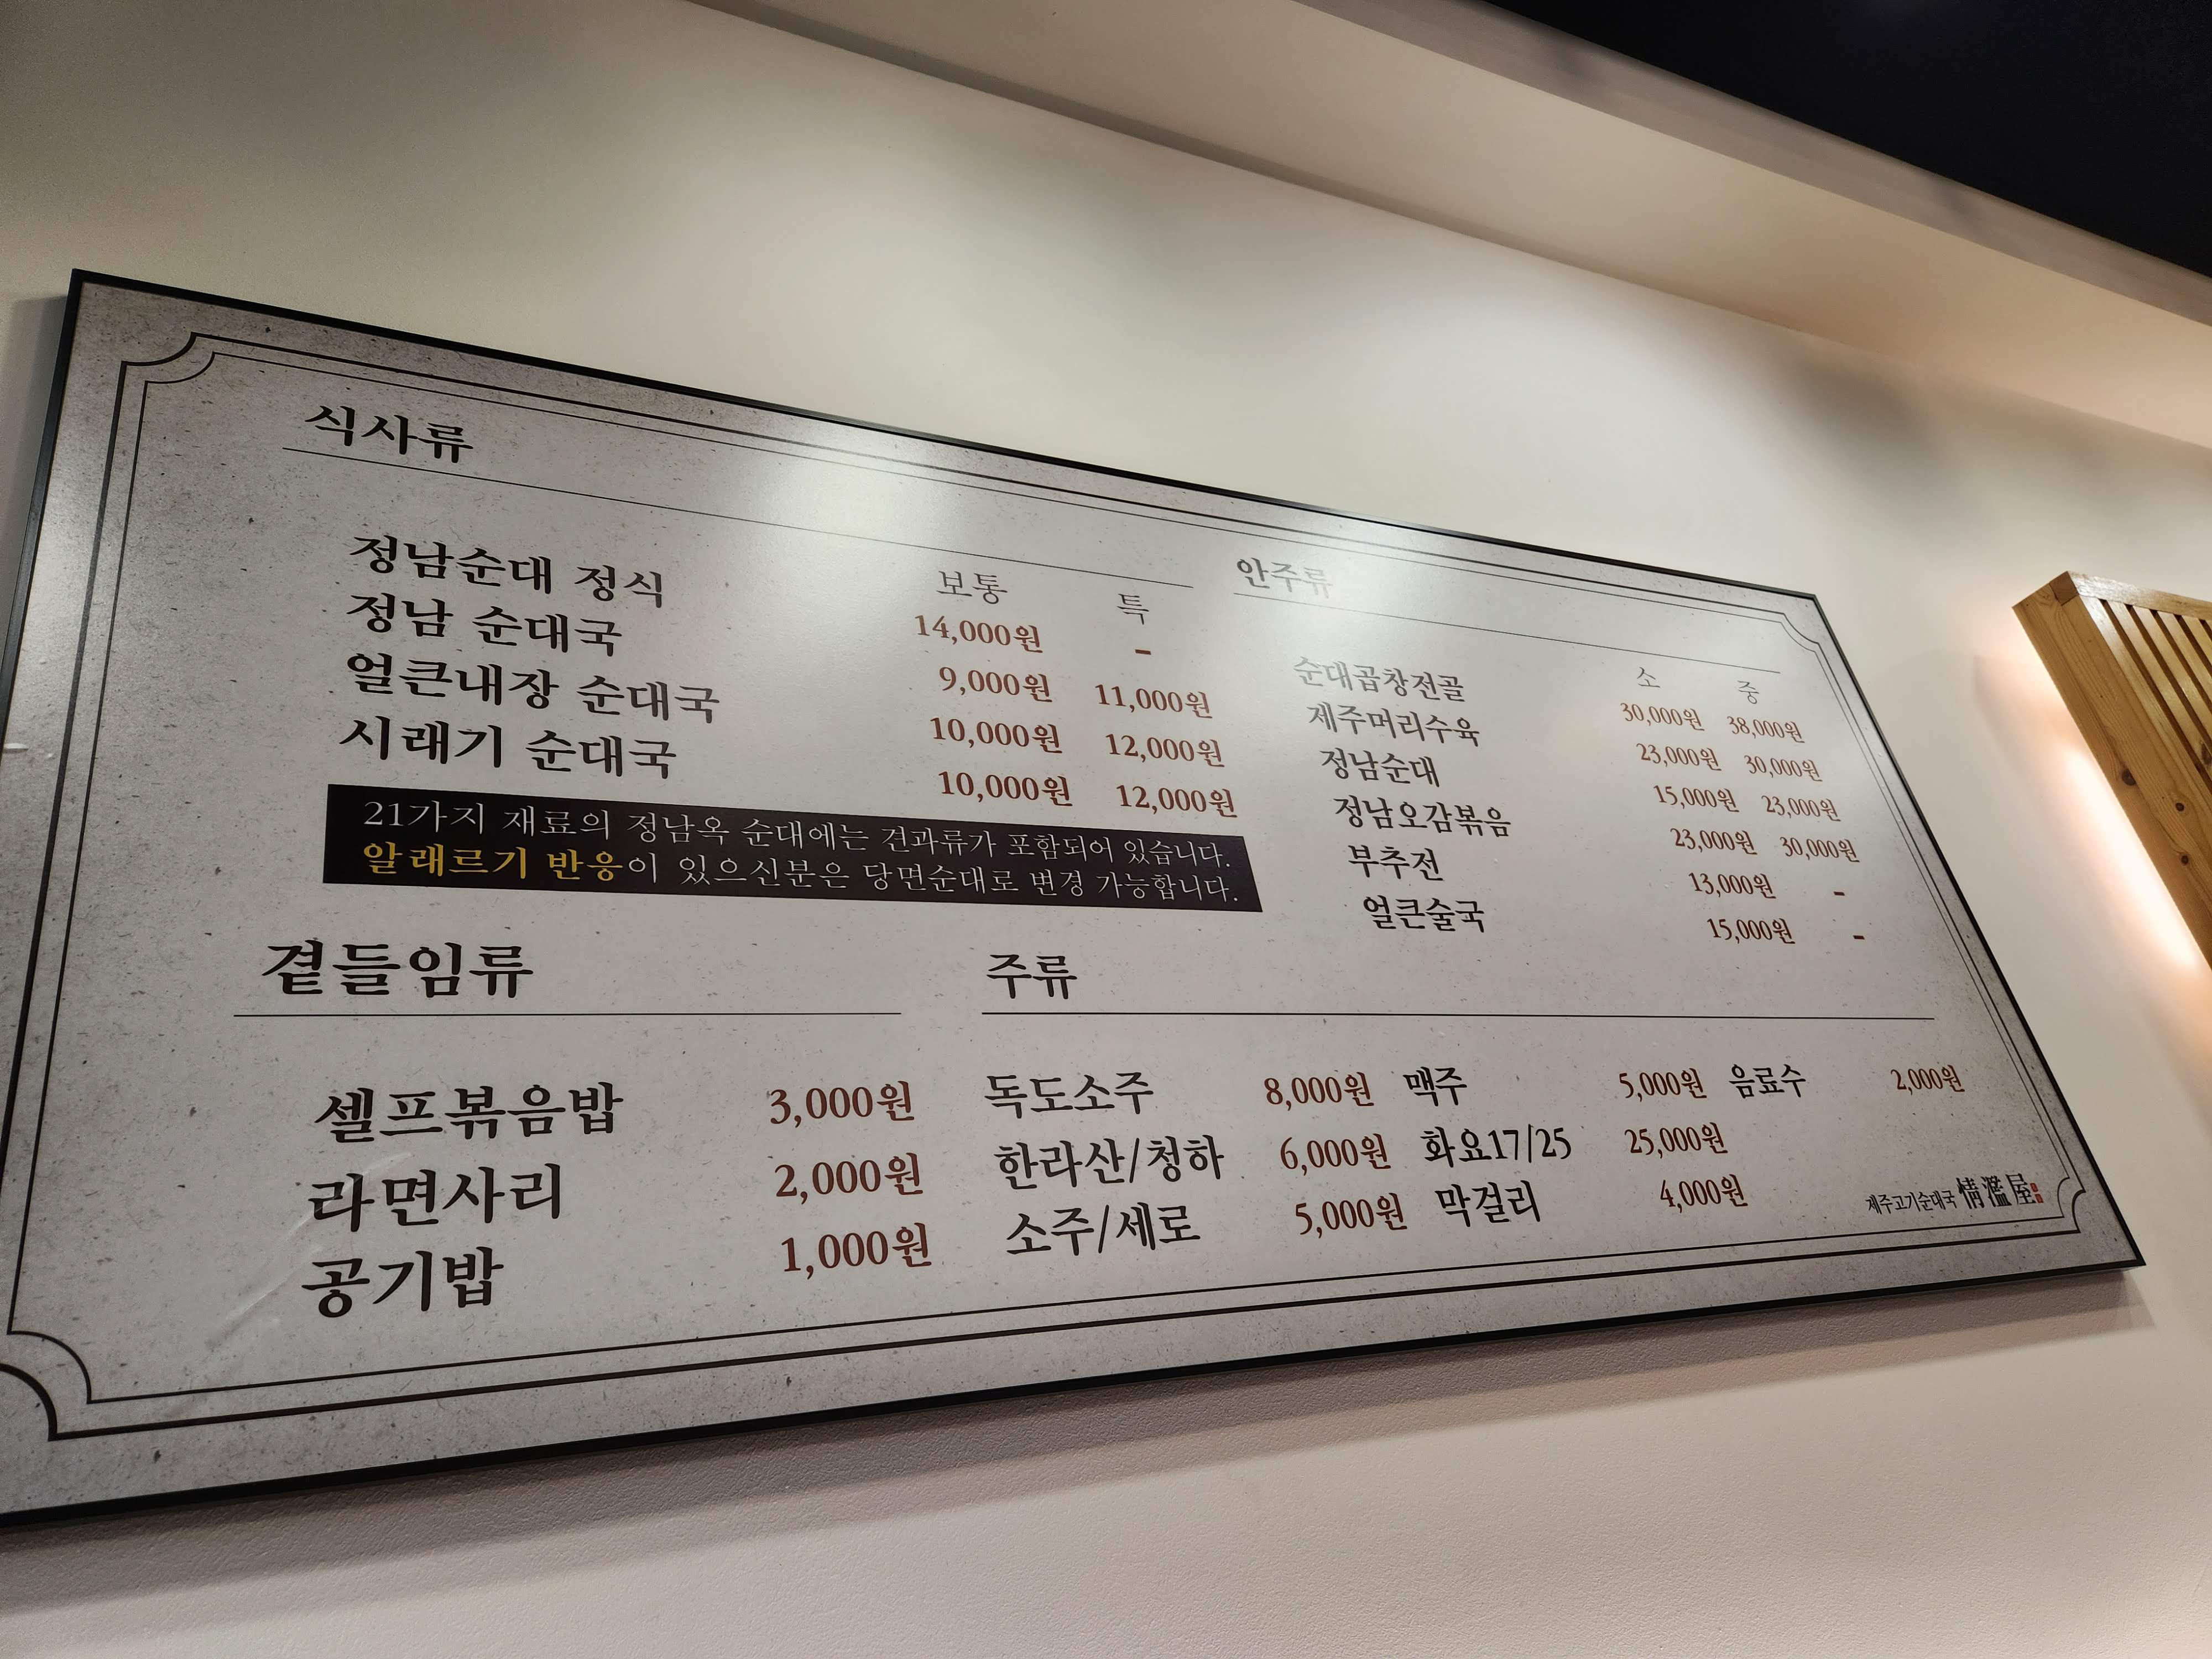 식사류
보통 특
정남순대 정식 14,000원 -
정남 순대국 9,000원 11,000원
얼큰내장 순대국 10,000원 12,000원
시래기 순대국 10,000원 12,000원
21가지 재료의 정남옥 순대에는 견과류가 포함되어 있습니다.
알래르기 반응이 있으신분은 당면순대로 변경 가능합니다.
안주류
소 중
순대곱창전골 30,000원 38,000원
제주머리수육 23,000원 30,000원
정남순대 15,000원 23,000원
정남오감볶음 23,000원 30,000원
부추전 13,000원 -
얼큰술국 15,000원 -
곁들임류
셀프볶음밥 3,000원
라면사리 2,000원
공기밥 1,000원
주류
독도소주 8,000원 맥주 5,000원 음료수 2,000원
한라산/청하 6,000원 화요17/25 25,000원
소주/세로 5,000원 막걸리 4,000원
제주고기순대국 情濫屋